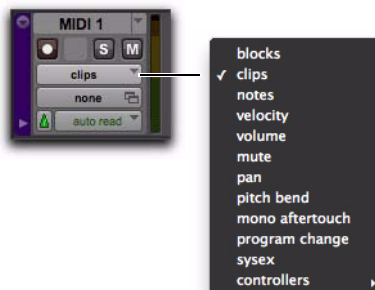 MIDI 1
S M
clips
none
auto read
blocks
✓ clips
notes
velocity
volume
mute
pan
pitch bend
mono aftertouch
program change
sysex
controllers